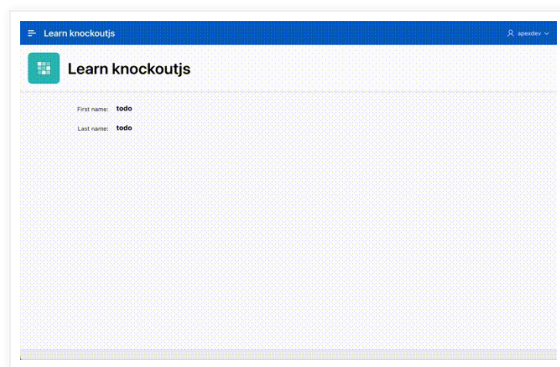 Learn knockoutjs
apexdev
Learn knockoutjs
First name: todo
Last name: todo